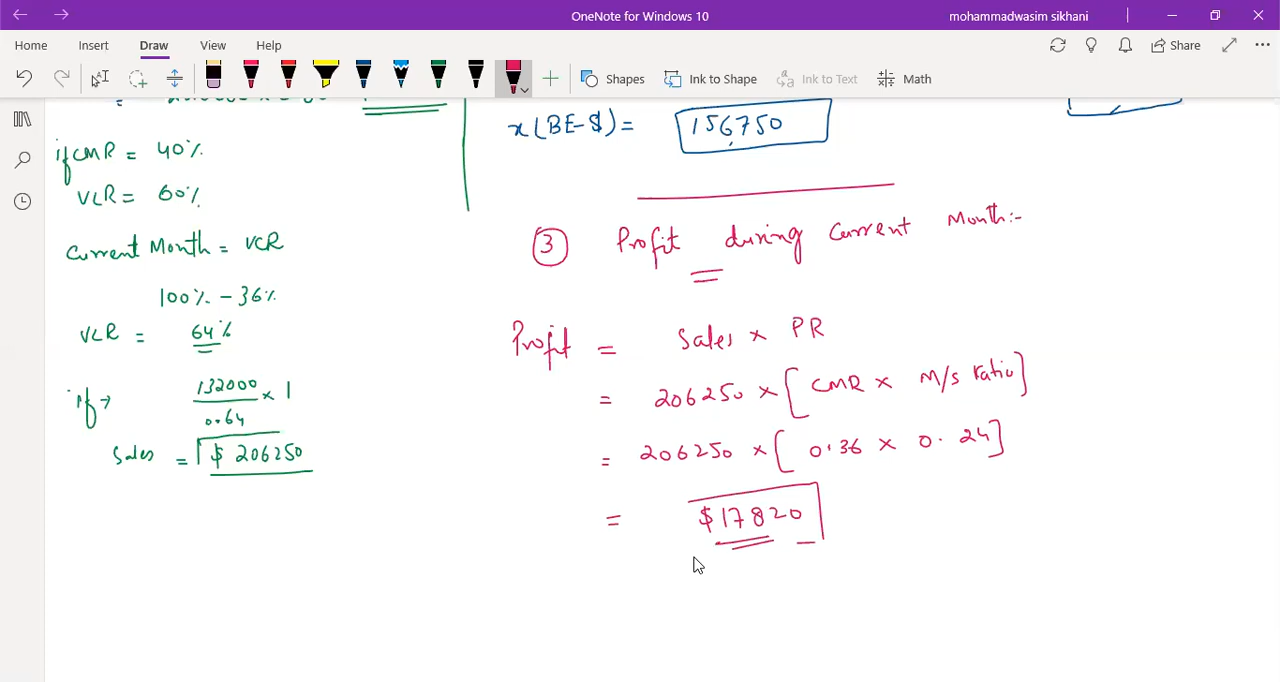 OneNote for Windows 10
mohammadwasim sikhani
Home Insert Draw View Help
Share
Shapes Ink to Shape Ink to Text Math
if CMR = 40%
VCR = 60%
Current Month = VCR
100% - 36%
VCR = 64%
if → 132000 / 0.64 × 1
Sales = $ 206250
x(BE-$) = 156750
③ Profit during Current Month:-
Profit = Sales × PR
= 206250 × [ CMR × M/S Ratio]
= 206250 × [ 0.36 × 0.24]
= $17820